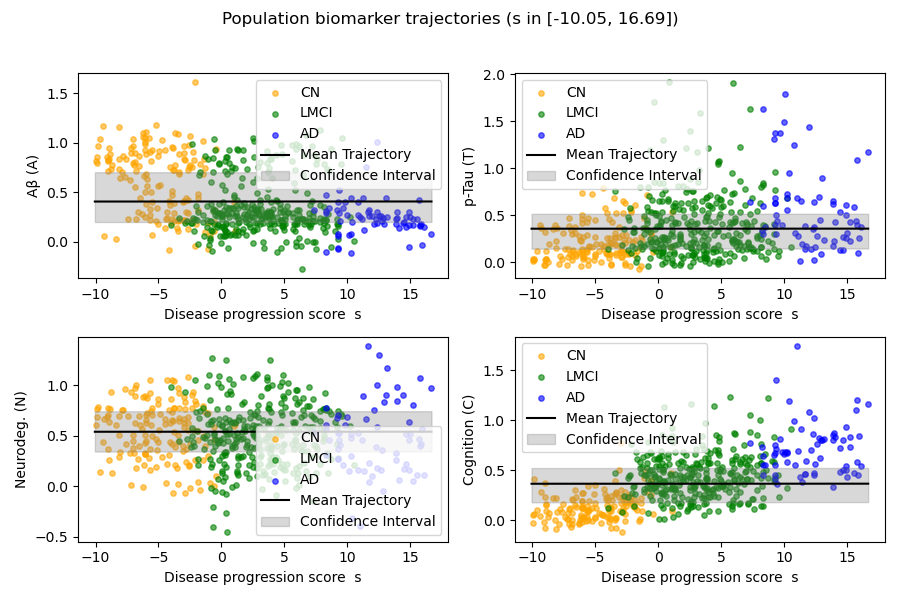 Population biomarker trajectories (s in [-10.05, 16.69])
Aβ (A)
1.5
1.0
0.5
0.0
CN
LMCI
AD
Mean Trajectory
Confidence Interval
−10 −5 0 5 10 15
Disease progression score s
p-Tau (T)
2.0
1.5
1.0
0.5
0.0
CN
LMCI
AD
Mean Trajectory
Confidence Interval
−10 −5 0 5 10 15
Disease progression score s
Neurodeg. (N)
1.0
0.5
0.0
−0.5
CN
LMCI
AD
Mean Trajectory
Confidence Interval
−10 −5 0 5 10 15
Disease progression score s
Cognition (C)
1.5
1.0
0.5
0.0
CN
LMCI
AD
Mean Trajectory
Confidence Interval
−10 −5 0 5 10 15
Disease progression score s